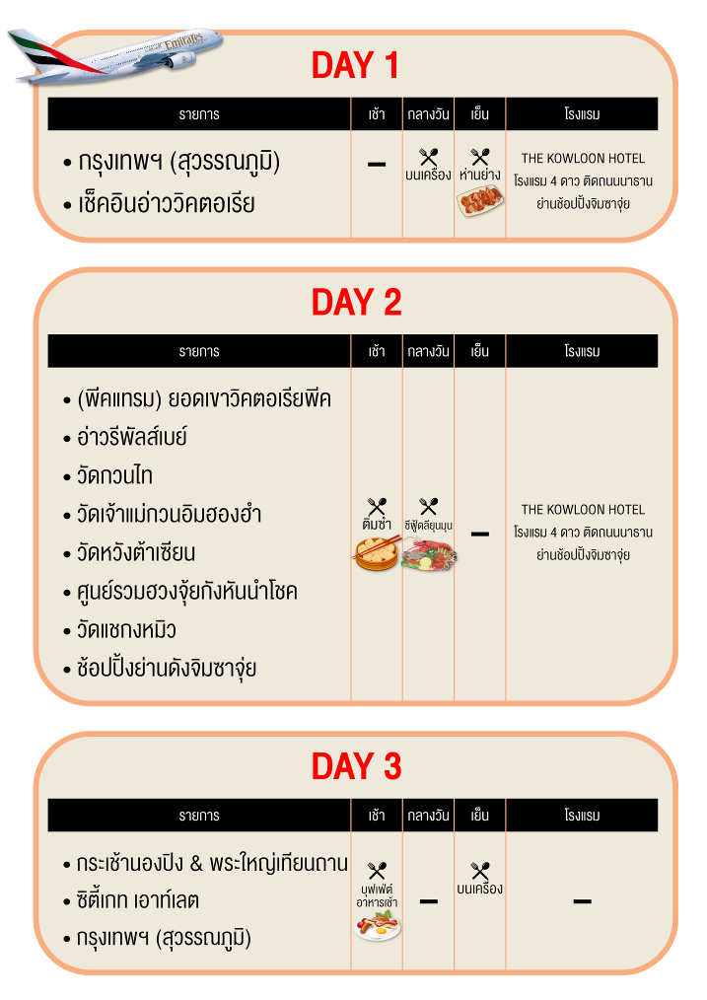 Emirates
DAY 1
รายการ เช้า กลางวัน เย็น โรงแรม
• กรุงเทพฯ (สุวรรณภูมิ)
• เช็คอินอ่าววิคตอเรีย
–
บนเครื่อง
ห่านย่าง
THE KOWLOON HOTEL
โรงแรม 4 ดาว ติดถนนนาธาน
ย่านช้อปปิ้งจิมซาจุ่ย
DAY 2
รายการ เช้า กลางวัน เย็น โรงแรม
• (พีคแทรม) ยอดเขาวิคตอเรียพีค
• อ่าวรีพัลส์เบย์
• วัดกวนไท
• วัดเจ้าแม่กวนอิมฮองฮำ
• วัดหวังต้าเซียน
• ศูนย์รวมฮวงจุ้ยกังหันนำโชค
• วัดแชกงหมิว
• ช้อปปิ้งย่านดังจิมซาจุ่ย
ติ่มซำ
ซีฟู้ดลียุนมุน
–
THE KOWLOON HOTEL
โรงแรม 4 ดาว ติดถนนนาธาน
ย่านช้อปปิ้งจิมซาจุ่ย
DAY 3
รายการ เช้า กลางวัน เย็น โรงแรม
• กระเช้านองปิง & พระใหญ่เทียนถาน
• ซิตี้เกท เอาท์เลต
• กรุงเทพฯ (สุวรรณภูมิ)
บุฟเฟ่ต์
อาหารเช้า
–
บนเครื่อง
–